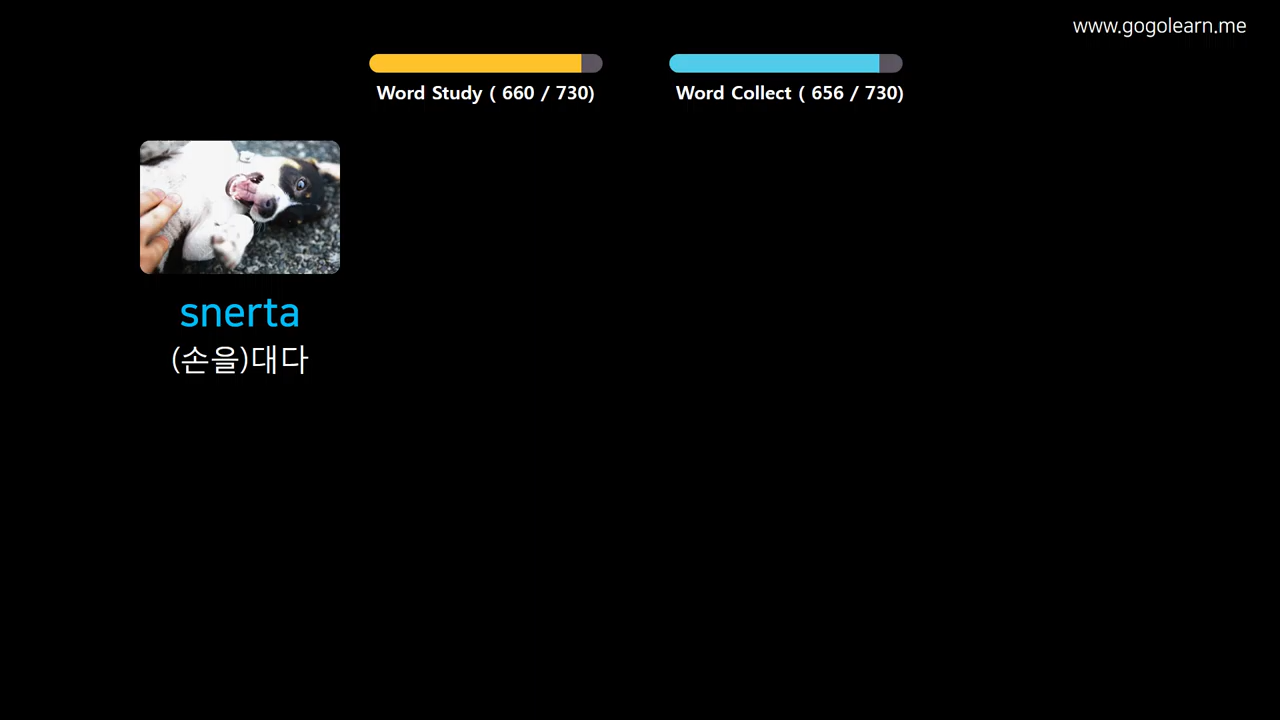 www.gogolearn.me
Word Study ( 660 / 730)
Word Collect ( 656 / 730)
snerta
(손을)대다